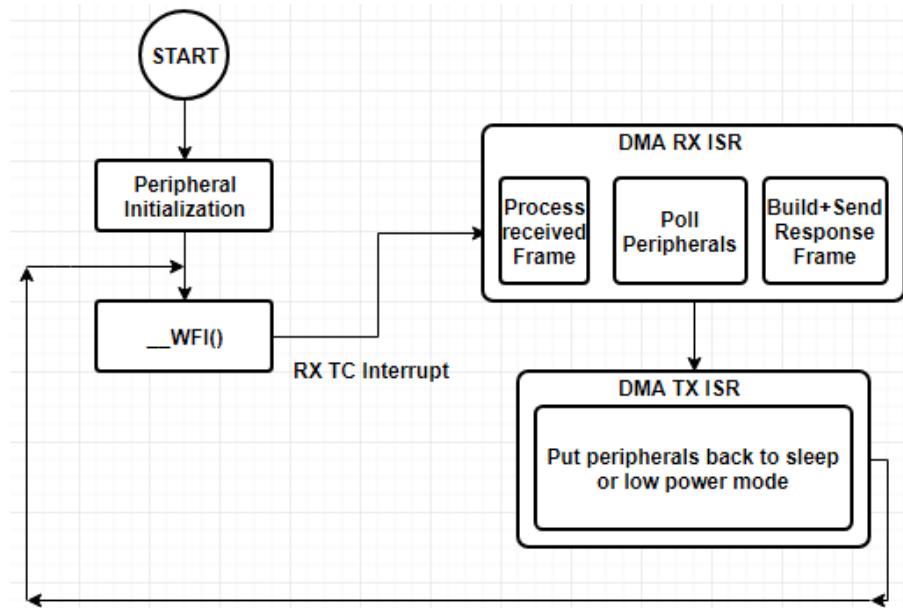 START
Peripheral
Initialization
__WFI()
RX TC Interrupt
DMA RX ISR
Process
received
Frame
Poll
Peripherals
Build+Send
Response
Frame
DMA TX ISR
Put peripherals back to sleep
or low power mode